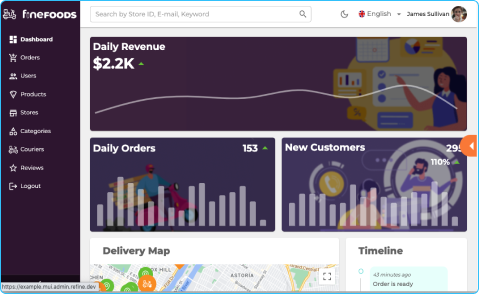 finefoods
Search by Store ID, E-mail, Keyword
English
James Sullivan
Dashboard
Orders
Users
Products
Stores
Categories
Couriers
Reviews
Logout
Daily Revenue
$2.2K
Daily Orders
153
New Customers
295
110%
Delivery Map
Timeline
ASTORIA
43 minutes ago
Order is ready
https://example.mui.admin.refine.dev